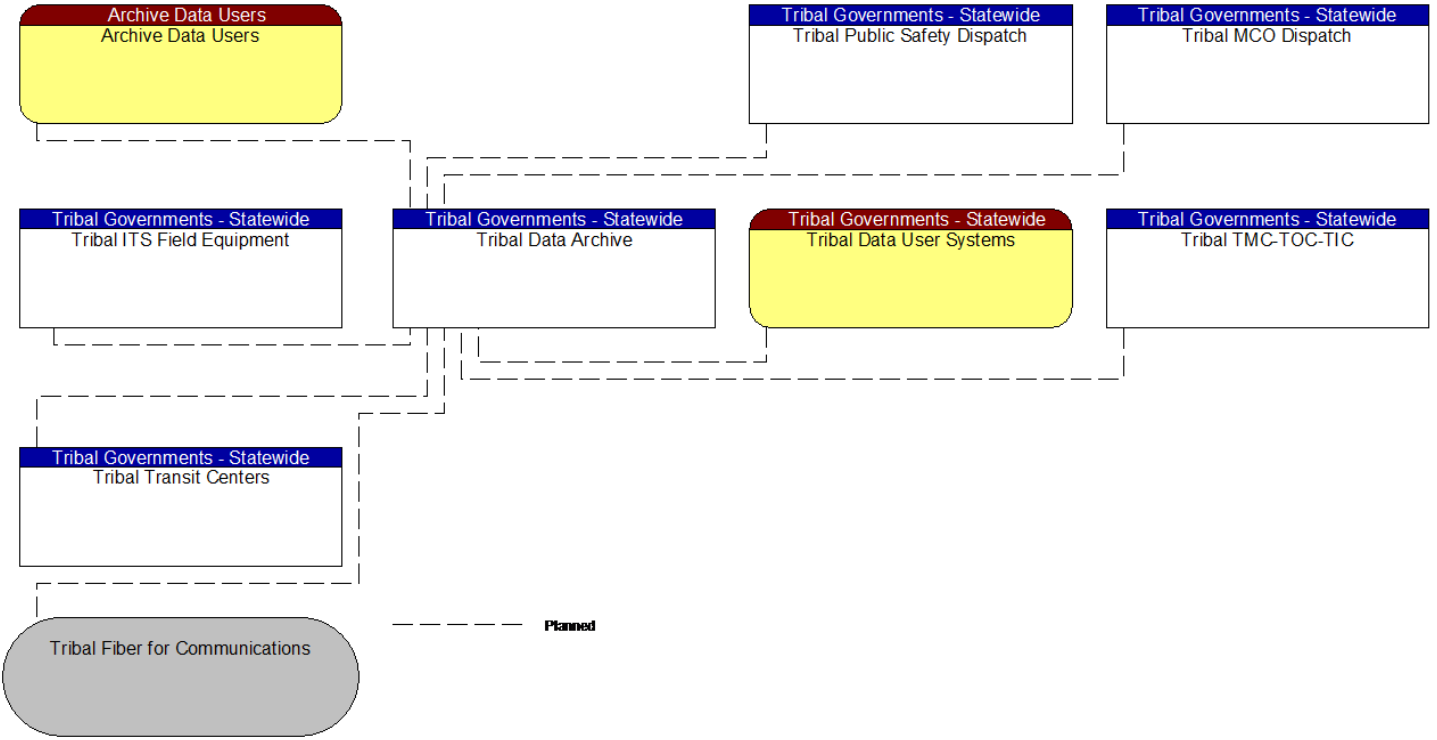 Archive Data Users
Archive Data Users
Tribal Governments - Statewide
Tribal Public Safety Dispatch
Tribal Governments - Statewide
Tribal MCO Dispatch
Tribal Governments - Statewide
Tribal ITS Field Equipment
Tribal Governments - Statewide
Tribal Data Archive
Tribal Governments - Statewide
Tribal Data User Systems
Tribal Governments - Statewide
Tribal TMC-TOC-TIC
Tribal Governments - Statewide
Tribal Transit Centers
Tribal Fiber for Communications
Planned